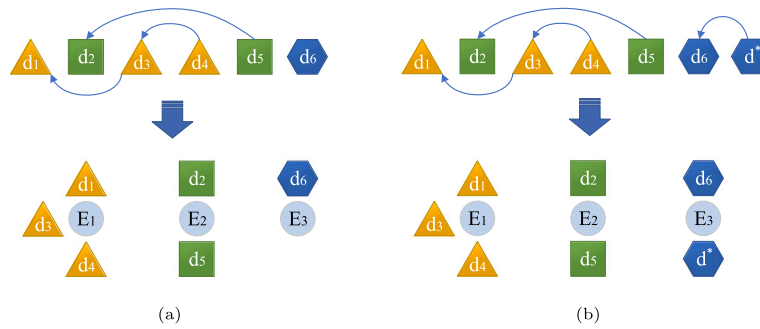 d1 d2 d3 d4 d5 d6 d1 d2 d3 d4 d5 d6 d*
d1 d2 d6 d1 d2 d6
d3 E1 E2 E3 d3 E1 E2 E3
d4 d5 d4 d5 d*
(a) (b)